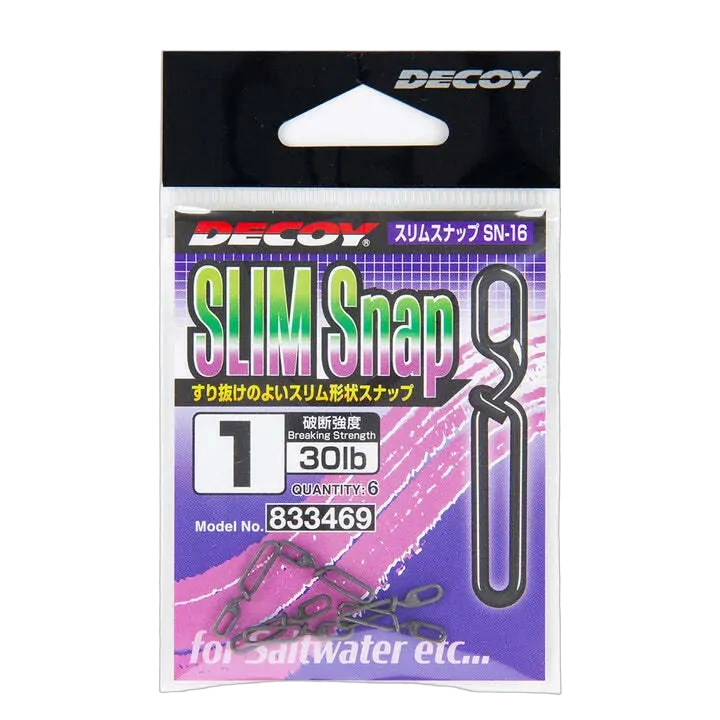 DECOY
DECOY®
スリムスナップ SN-16
SLIM Snap
すり抜けのよいスリム形状スナップ
1
破断強度
Breaking Strength
30lb
QUANTITY: 6
Model No. 833469
for Saltwater etc...